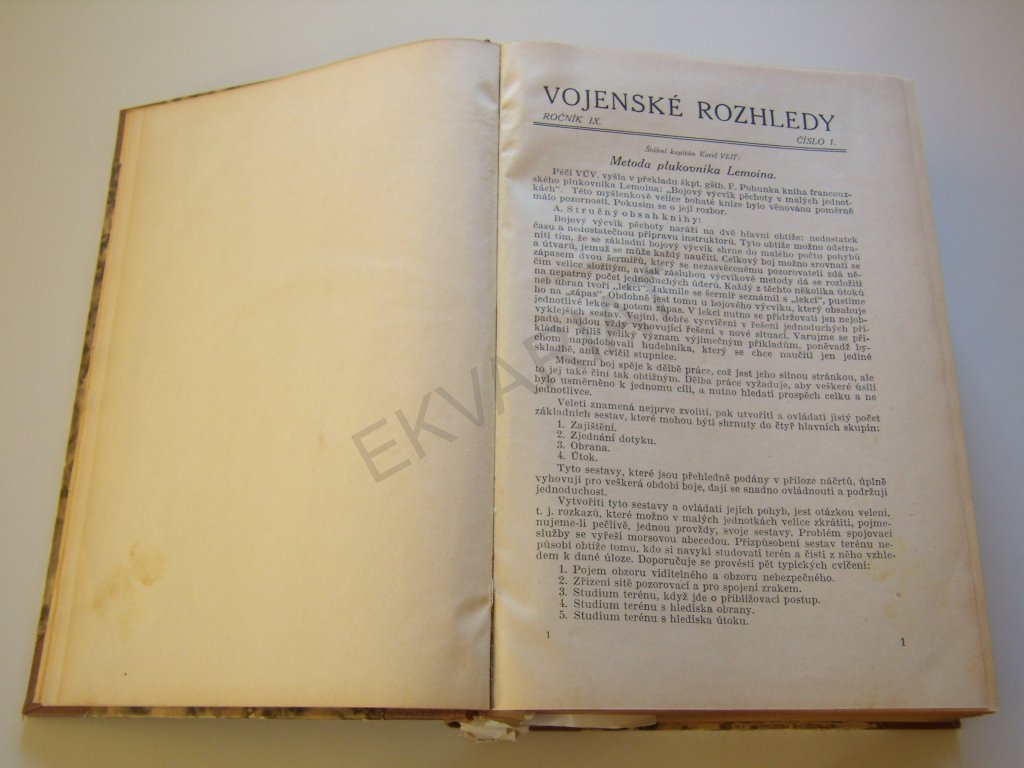 VOJENSKÉ ROZHLEDY
ROČNÍK IX.
ČÍSLO 1.
Štábní kapitán Karel VEIT:
Metoda plukovníka Lemoina.
Péčí VÚV. vyšla v překladu škpt. gšth. F. Pohunka kniha francouz-
ského plukovníka Lemoina: „Bojový výcvik pěchoty v malých jednot-
kách“. Této myšlenkově velice bohaté knize bylo věnováno poměrně
málo pozornosti. Pokusím se o její rozbor.
A. Stručný obsah knihy:
Bojový výcvik pěchoty naráží na dvě hlavní obtíže: nedostatek
času a nedostatečnou přípravu instruktorů. Tyto obtíže možno odstra-
niti tím, že se základní bojový výcvik shrne do malého počtu pohybů
a útvarů, jemuž se může každý naučiti. Celkový boj možno srovnati se
zápasem dvou šermířů, který se nezasvěcenému pozorovateli zdá ně-
čím velice složitým, avšak zásluhou výcvikové metody dá se rozložiti
na nepatrný počet jednoduchých úderů. Každý z těchto několika útoků
neb úbran tvoří „lekci“. Jakmile se šermíř seznámil s „lekcí“, pustíme
ho na „zápas“. Obdobně jest tomu u bojového výcviku, který obsahuje
jednotlivé lekce a potom zápas. V lekci nutno se přidržovati jen nejob-
vyklejších sestav. Vojíni, dobře vycvičení v řešení jednoduchých pří-
padů, najdou vždy vyhovující řešení v nové situaci. Varujme se při-
kládati příliš veliký význam výjimečným příkladům, poněvadž by-
chom napodobovali hudebníka, který se chce naučiti jen jediné
skladbě, aniž cvičil stupnice.
Moderní boj spěje k dělbě práce, což jest jeho silnou stránkou, ale
to jej také činí tak obtížným. Dělba práce vyžaduje, aby veškeré úsilí
bylo usměrněno k jednomu cíli, a nutno hledati prospěch celku a ne
jednotlivce.
Veleti znamená nejprve zvoliti, pak utvořiti a ovládati jistý počet
základních sestav, které mohou býti shrnuty do čtyř hlavních skupin:
1. Zajištění.
2. Zjednání dotyku.
3. Obrana.
4. Útok.
Tyto sestavy, které jsou přehledně podány v příloze náčrtů, úplně
vyhovují pro veškerá období boje, dají se snadno ovládnouti a podržují
jednoduchost.
Vytvořiti tyto sestavy a ovládati jejich pohyb, jest otázkou velení,
t. j. rozkazů, které možno v malých jednotkách velice zkrátiti, pojme-
nujeme-li pečlivě, jednou provždy, svoje sestavy. Problém spojovací
služby se vyřeší morsovou abecedou. Přizpůsobení sestav terénu ne-
působí obtíže tomu, kdo si navykl studovati terén a čísti z něho vzhle-
dem k dané úloze. Doporučuje se provésti pět typických cvičení:
1. Pojem obzoru viditelného a obzoru nebezpečného.
2. Zřízení sítě pozorovací a pro spojení zrakem.
3. Studium terénu, když jde o přibližovací postup.
4. Studium terénu s hlediska obrany.
5. Studium terénu s hlediska útoku.
1
1